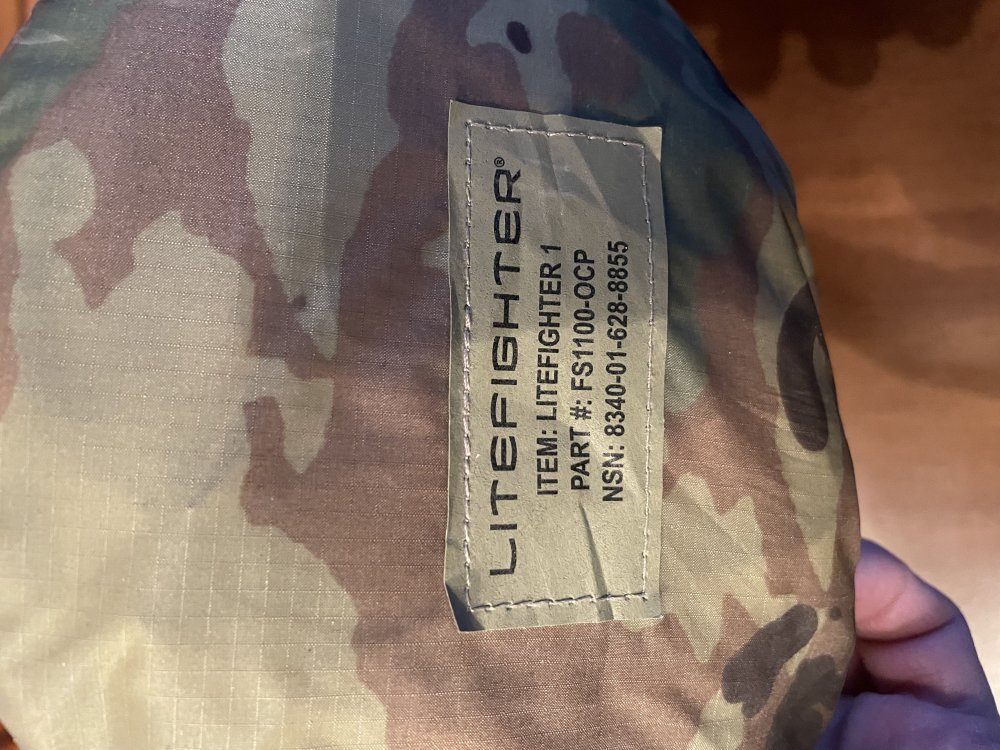 LITEFIGHTER®
ITEM: LITEFIGHTER 1
PART #: FS1100-OCP
NSN: 8340-01-628-8855